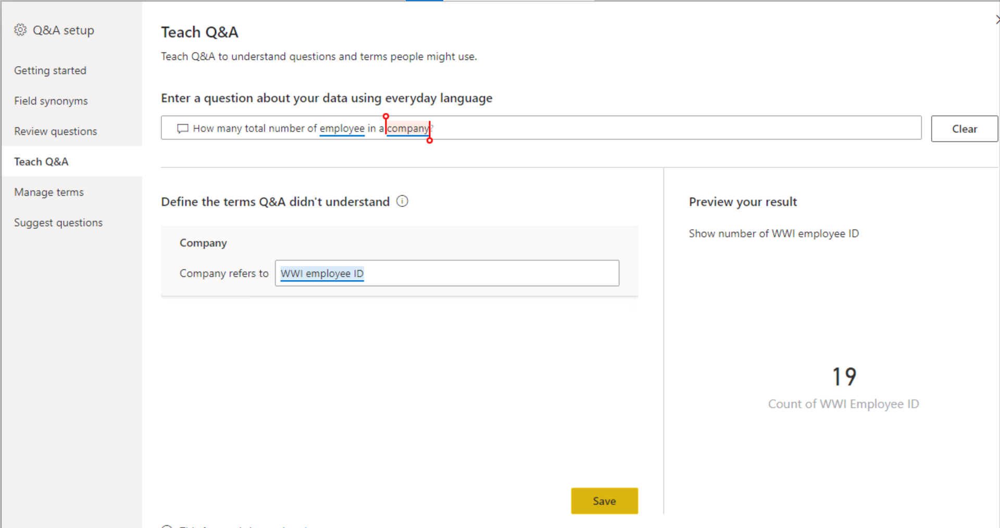 Q&A setup
Getting started
Field synonyms
Review questions
Teach Q&A
Manage terms
Suggest questions
Teach Q&A
Teach Q&A to understand questions and terms people might use.
Enter a question about your data using everyday language
How many total number of employee in a company?
Clear
Define the terms Q&A didn't understand
Company
Company refers to WWI employee ID
Save
Preview your result
Show number of WWI employee ID
19
Count of WWI Employee ID